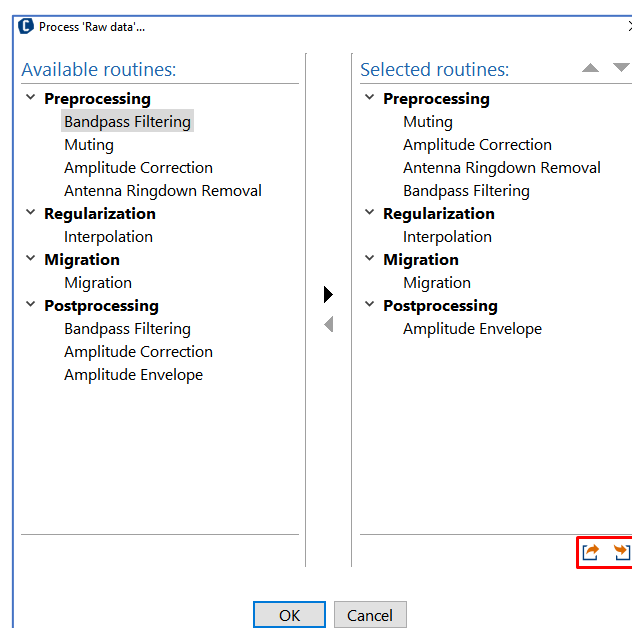 Process 'Raw data'...
Available routines:
Preprocessing
Bandpass Filtering
Muting
Amplitude Correction
Antenna Ringdown Removal
Regularization
Interpolation
Migration
Migration
Postprocessing
Bandpass Filtering
Amplitude Correction
Amplitude Envelope
Selected routines:
Preprocessing
Muting
Amplitude Correction
Antenna Ringdown Removal
Bandpass Filtering
Regularization
Interpolation
Migration
Migration
Postprocessing
Amplitude Envelope
OK
Cancel